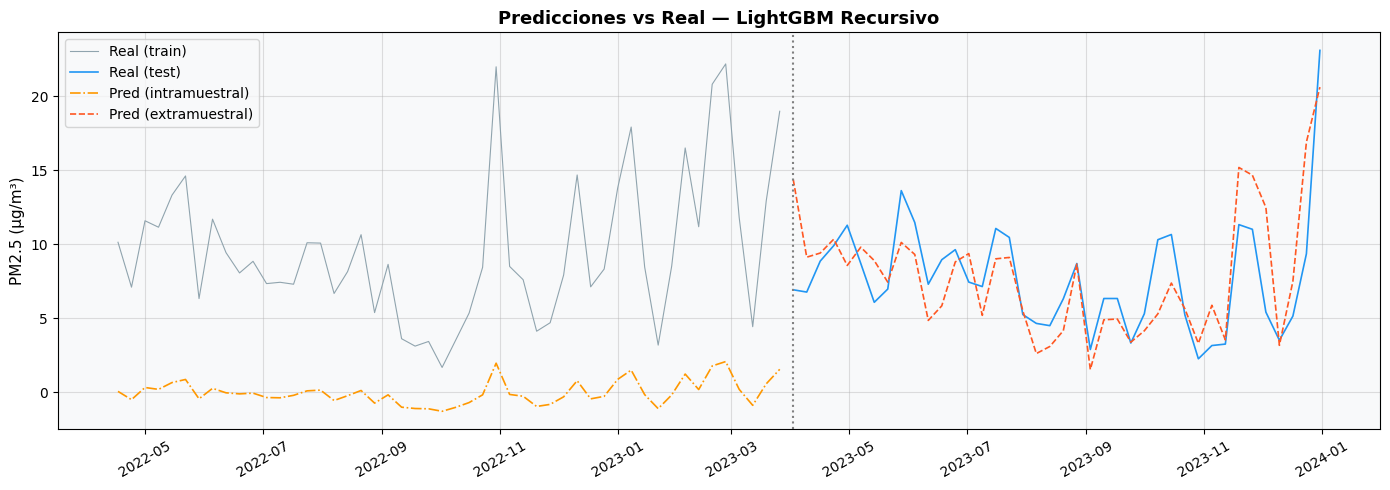 Predicciones vs Real — LightGBM Recursivo
Real (train)
Real (test)
Pred (intramuestral)
Pred (extramuestral)
PM2.5 (µg/m³)
20
15
10
5
0
2022-05
2022-07
2022-09
2022-11
2023-01
2023-03
2023-05
2023-07
2023-09
2023-11
2024-01